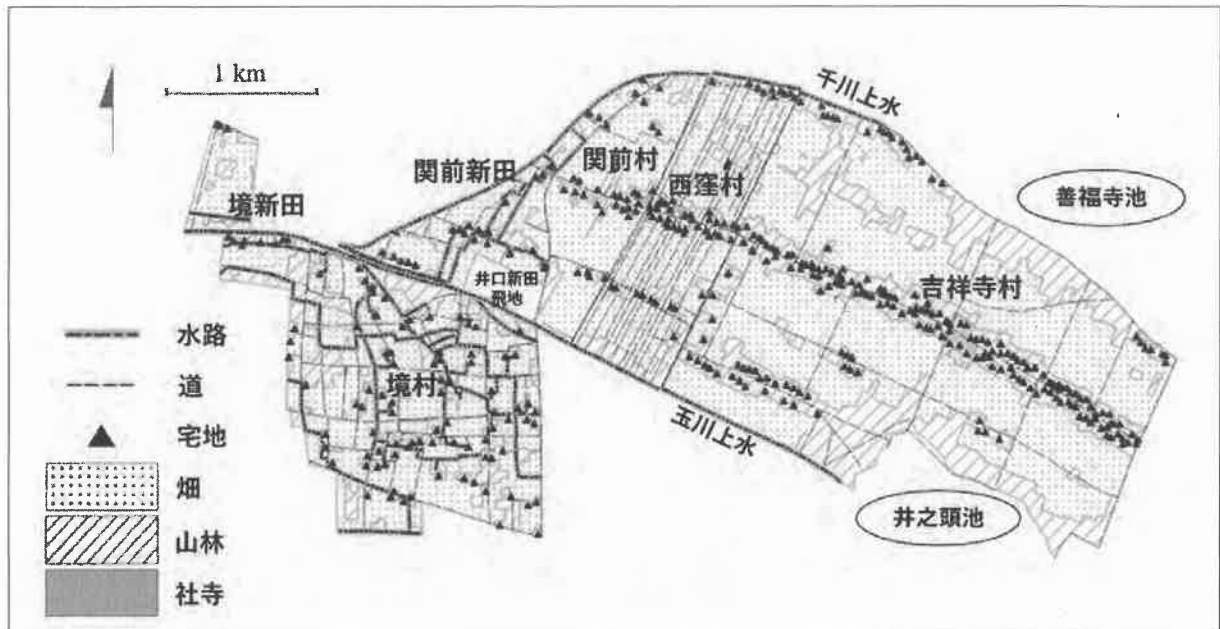 1 km
千川上水
関前村
関前新田
西窪村
善福寺池
境新田
井口新田
飛地
吉祥寺村
水路
道
境村
宅地
玉川上水
畑
井之頭池
山林
社寺